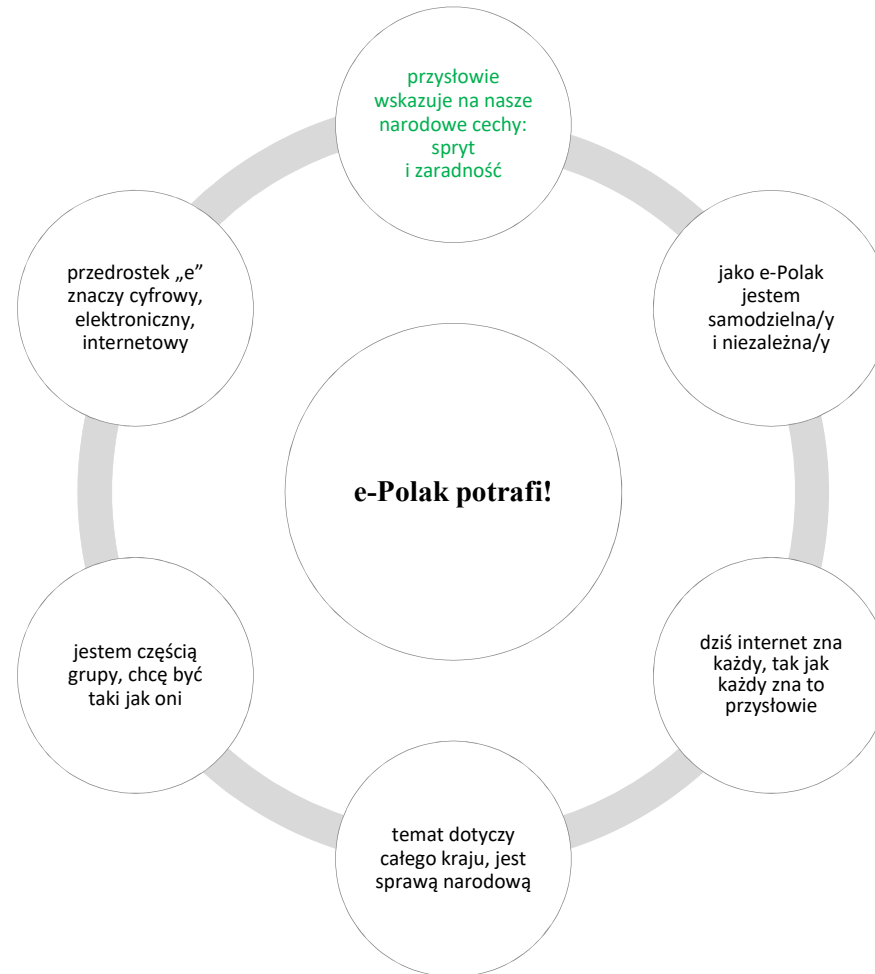 przysłowie
wskazuje na nasze
narodowe cechy:
spryt
i zaradność
jako e-Polak
jestem
samodzielna/y
i niezależna/y
dziś internet zna
każdy, tak jak
każdy zna to
przysłowie
temat dotyczy
całego kraju, jest
sprawą narodową
jestem częścią
grupy, chcę być
taki jak oni
przedrostek „e”
znaczy cyfrowy,
elektroniczny,
internetowy
e-Polak potrafi!